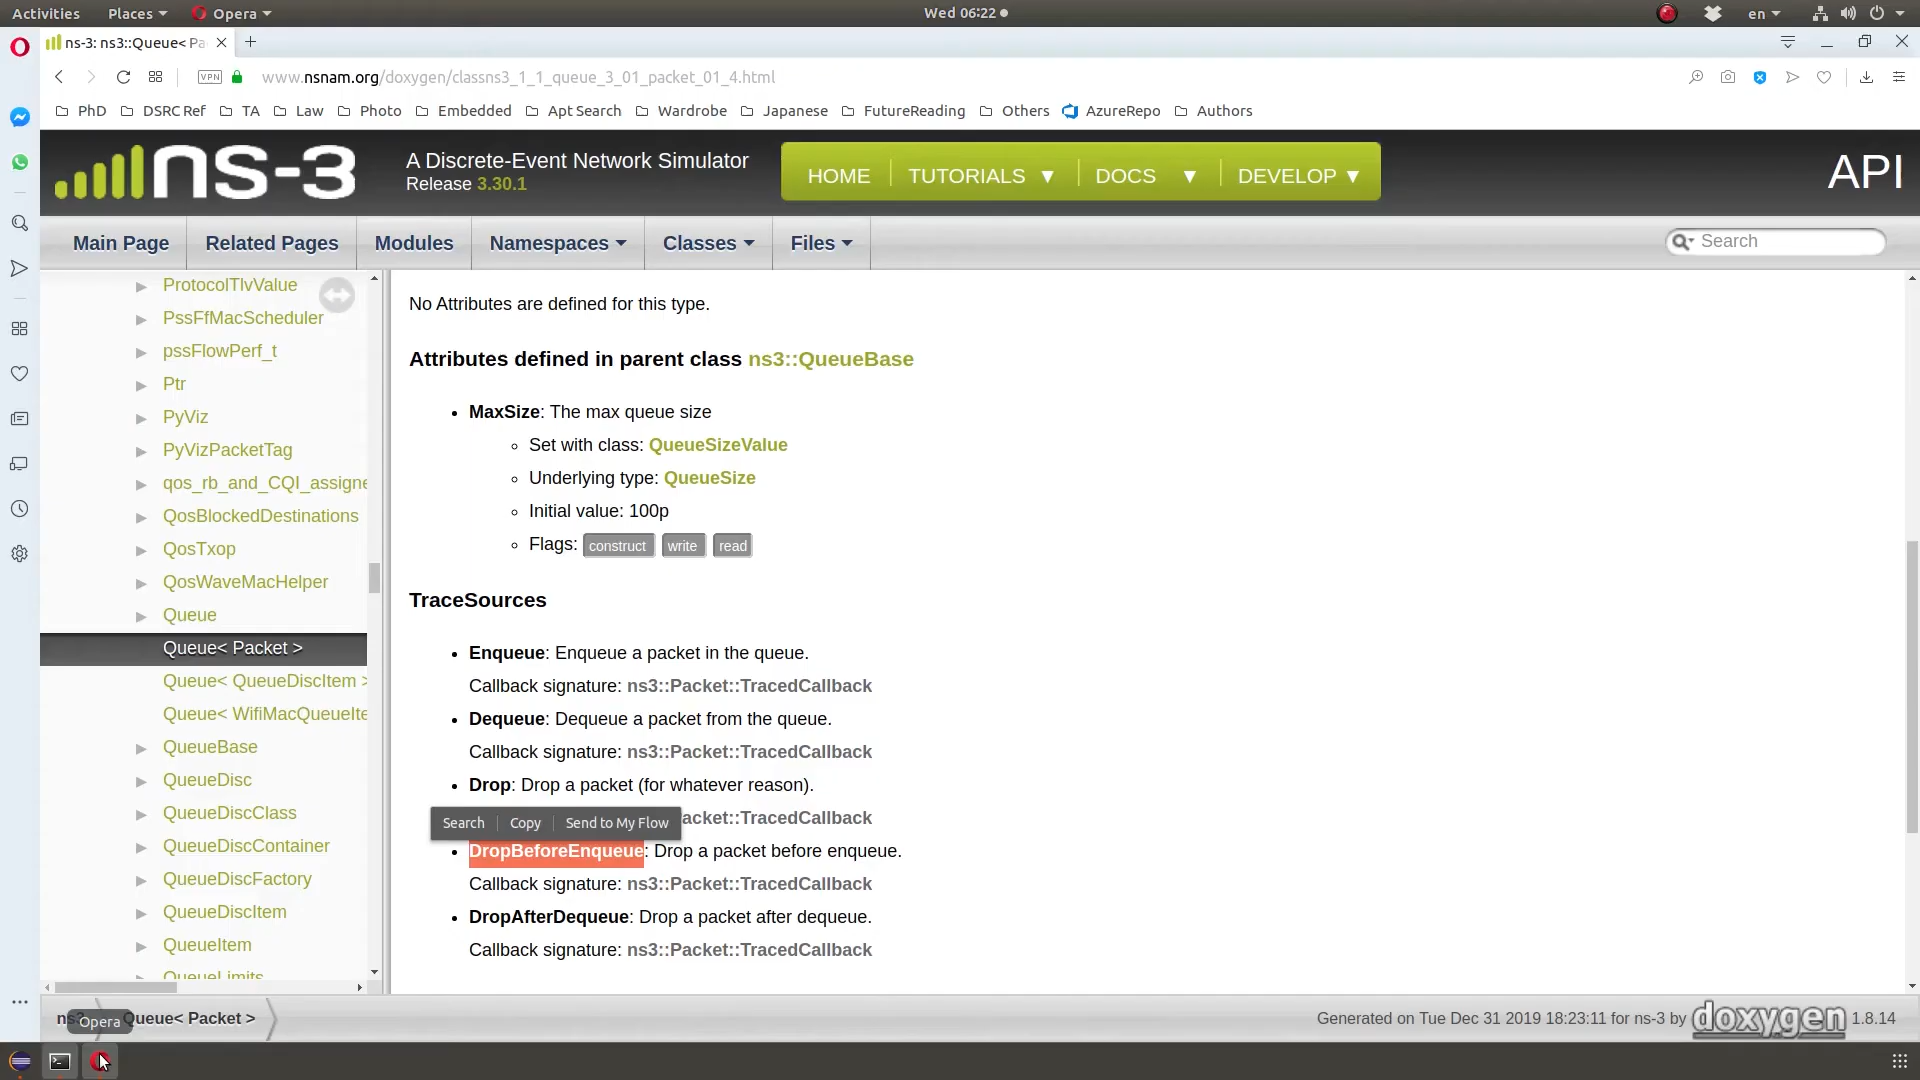 Activities Places Opera Wed 06:22 en
ns-3: ns3::Queue< Pa
VPN www.nsnam.org/doxygen/classns3_1_1_queue_3_01_packet_01_4.html
PhD DSRC Ref TA Law Photo Embedded Apt Search Wardrobe Japanese FutureReading Others AzureRepo Authors
ns-3
A Discrete-Event Network Simulator
Release 3.30.1
HOME TUTORIALS ▼ DOCS ▼ DEVELOP ▼
API
Main Page Related Pages Modules Namespaces Classes Files Search
ProtocolTlvValue
PssFfMacScheduler
pssFlowPerf_t
Ptr
PyViz
PyVizPacketTag
qos_rb_and_CQI_assigne
QosBlockedDestinations
QosTxop
QosWaveMacHelper
Queue
Queue< Packet >
Queue< QueueDiscItem >
Queue< WifiMacQueueIte
QueueBase
QueueDisc
QueueDiscClass
QueueDiscContainer
QueueDiscFactory
QueueDiscItem
QueueItem
QueueLimits
No Attributes are defined for this type.
Attributes defined in parent class ns3::QueueBase
• MaxSize: The max queue size
◦ Set with class: QueueSizeValue
◦ Underlying type: QueueSize
◦ Initial value: 100p
◦ Flags: construct write read
TraceSources
• Enqueue: Enqueue a packet in the queue.
Callback signature: ns3::Packet::TracedCallback
• Dequeue: Dequeue a packet from the queue.
Callback signature: ns3::Packet::TracedCallback
• Drop: Drop a packet (for whatever reason).
Search Copy Send to My Flow acket::TracedCallback
• DropBeforeEnqueue: Drop a packet before enqueue.
Callback signature: ns3::Packet::TracedCallback
• DropAfterDequeue: Drop a packet after dequeue.
Callback signature: ns3::Packet::TracedCallback
ns3 Queue< Packet >
Opera
Generated on Tue Dec 31 2019 18:23:11 for ns-3 by doxygen 1.8.14